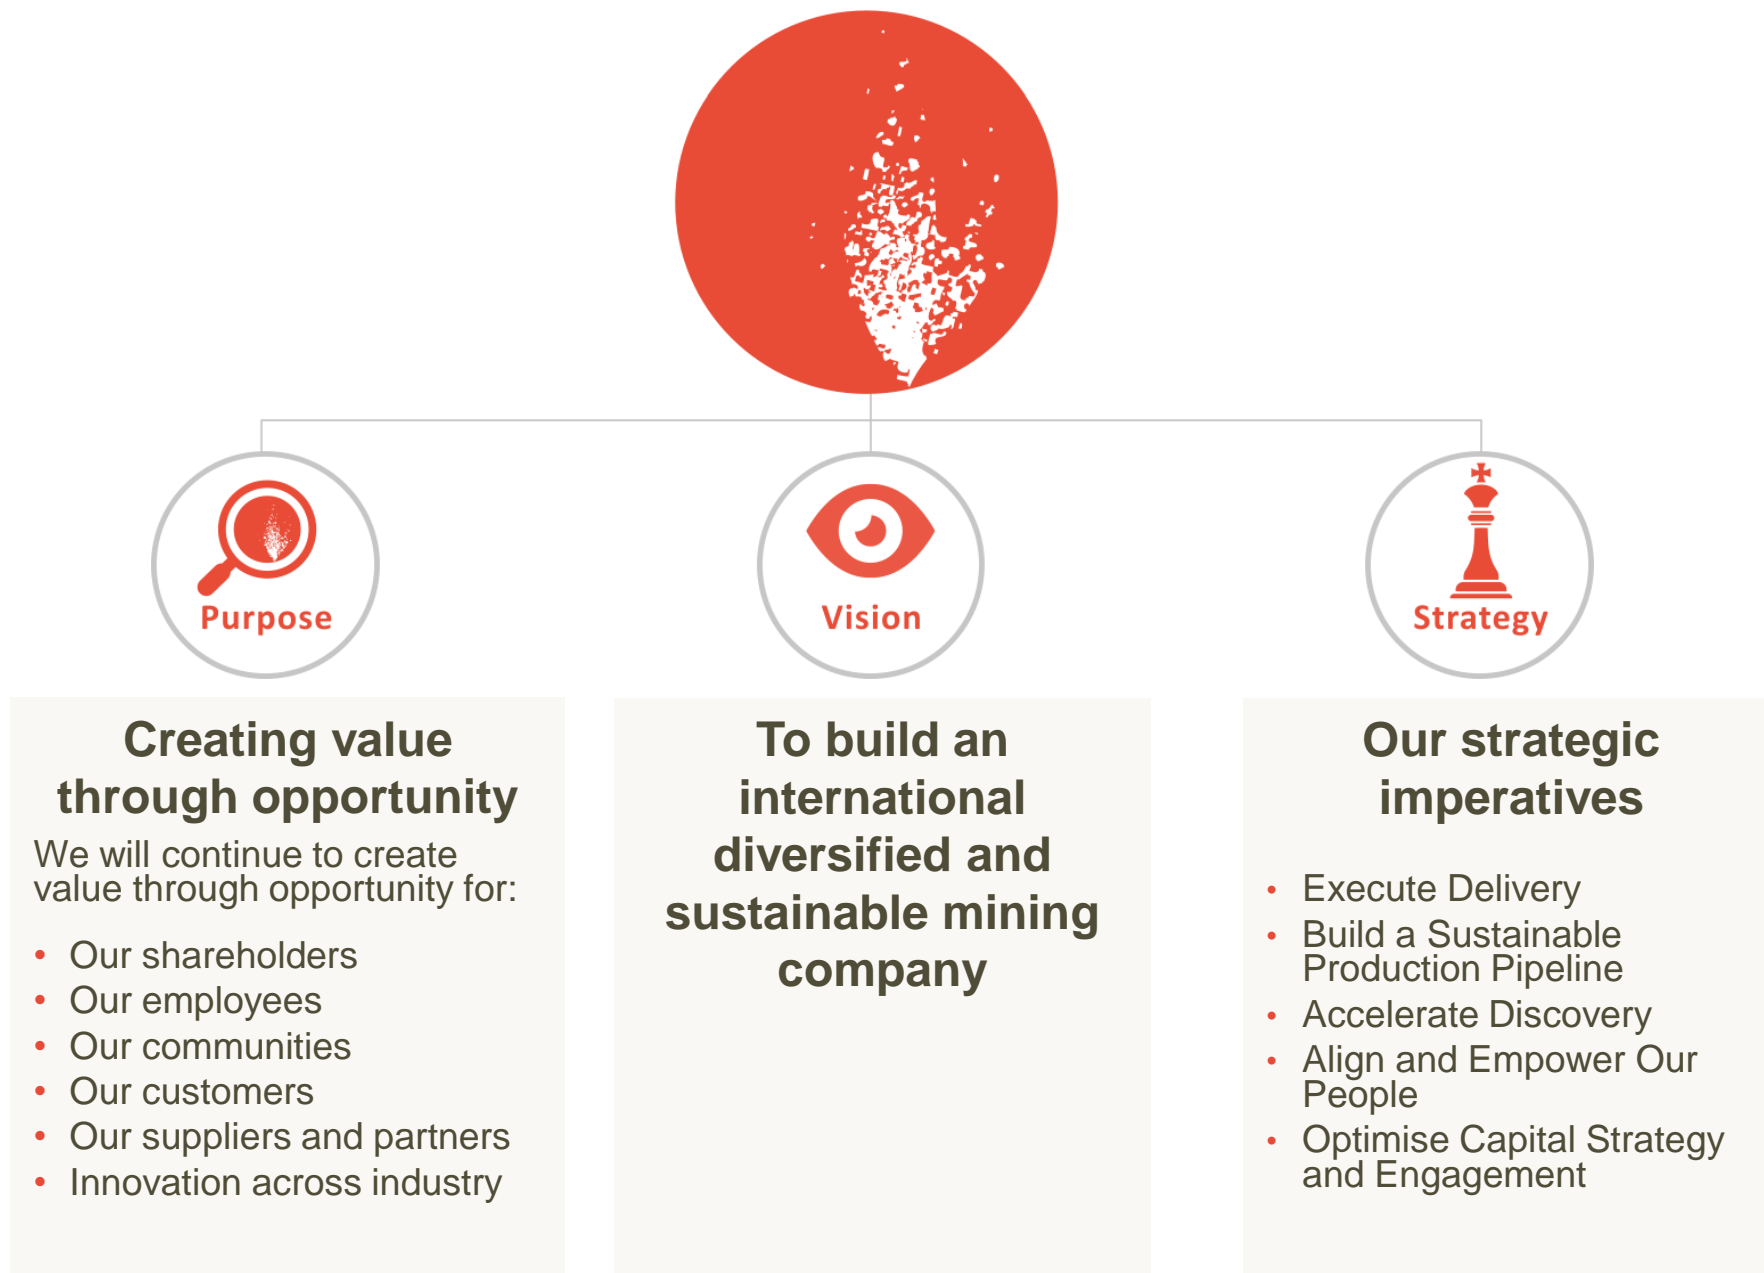 Purpose
Creating value
through opportunity
We will continue to create
value through opportunity for:
• Our shareholders
• Our employees
• Our communities
• Our customers
• Our suppliers and partners
• Innovation across industry
Vision
To build an
international
diversified and
sustainable mining
company
Strategy
Our strategic
imperatives
• Execute Delivery
• Build a Sustainable
Production Pipeline
• Accelerate Discovery
• Align and Empower Our
People
• Optimise Capital Strategy
and Engagement